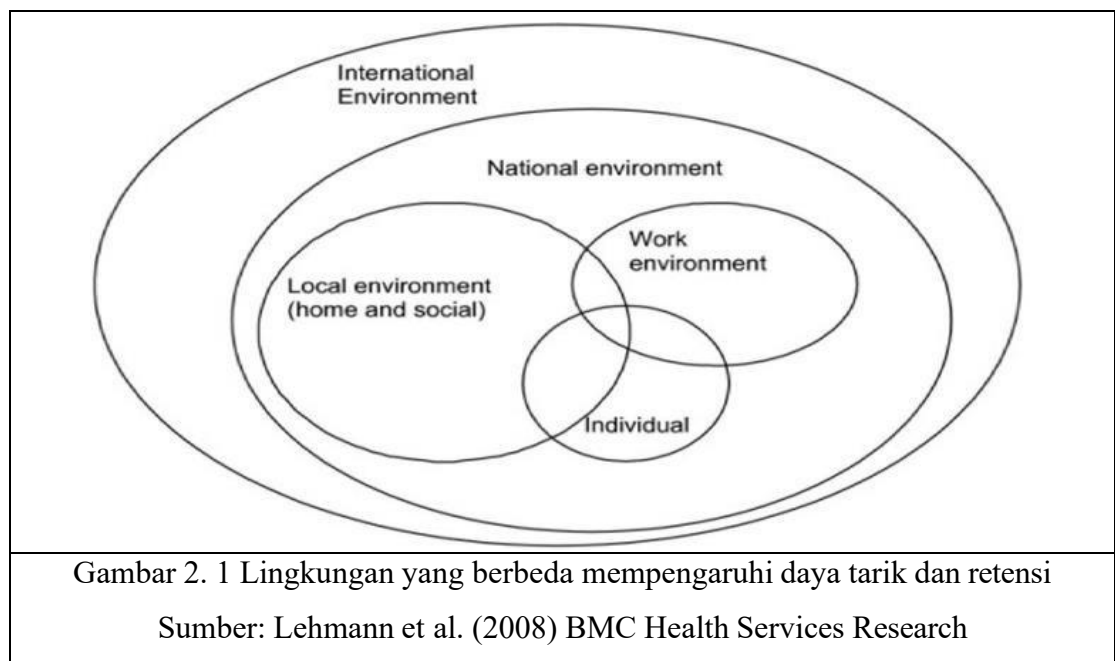 International
Environment
National environment
Work
environment
Local environment
(home and social)
Individual
Gambar 2. 1 Lingkungan yang berbeda mempengaruhi daya tarik dan retensi
Sumber: Lehmann et al. (2008) BMC Health Services Research